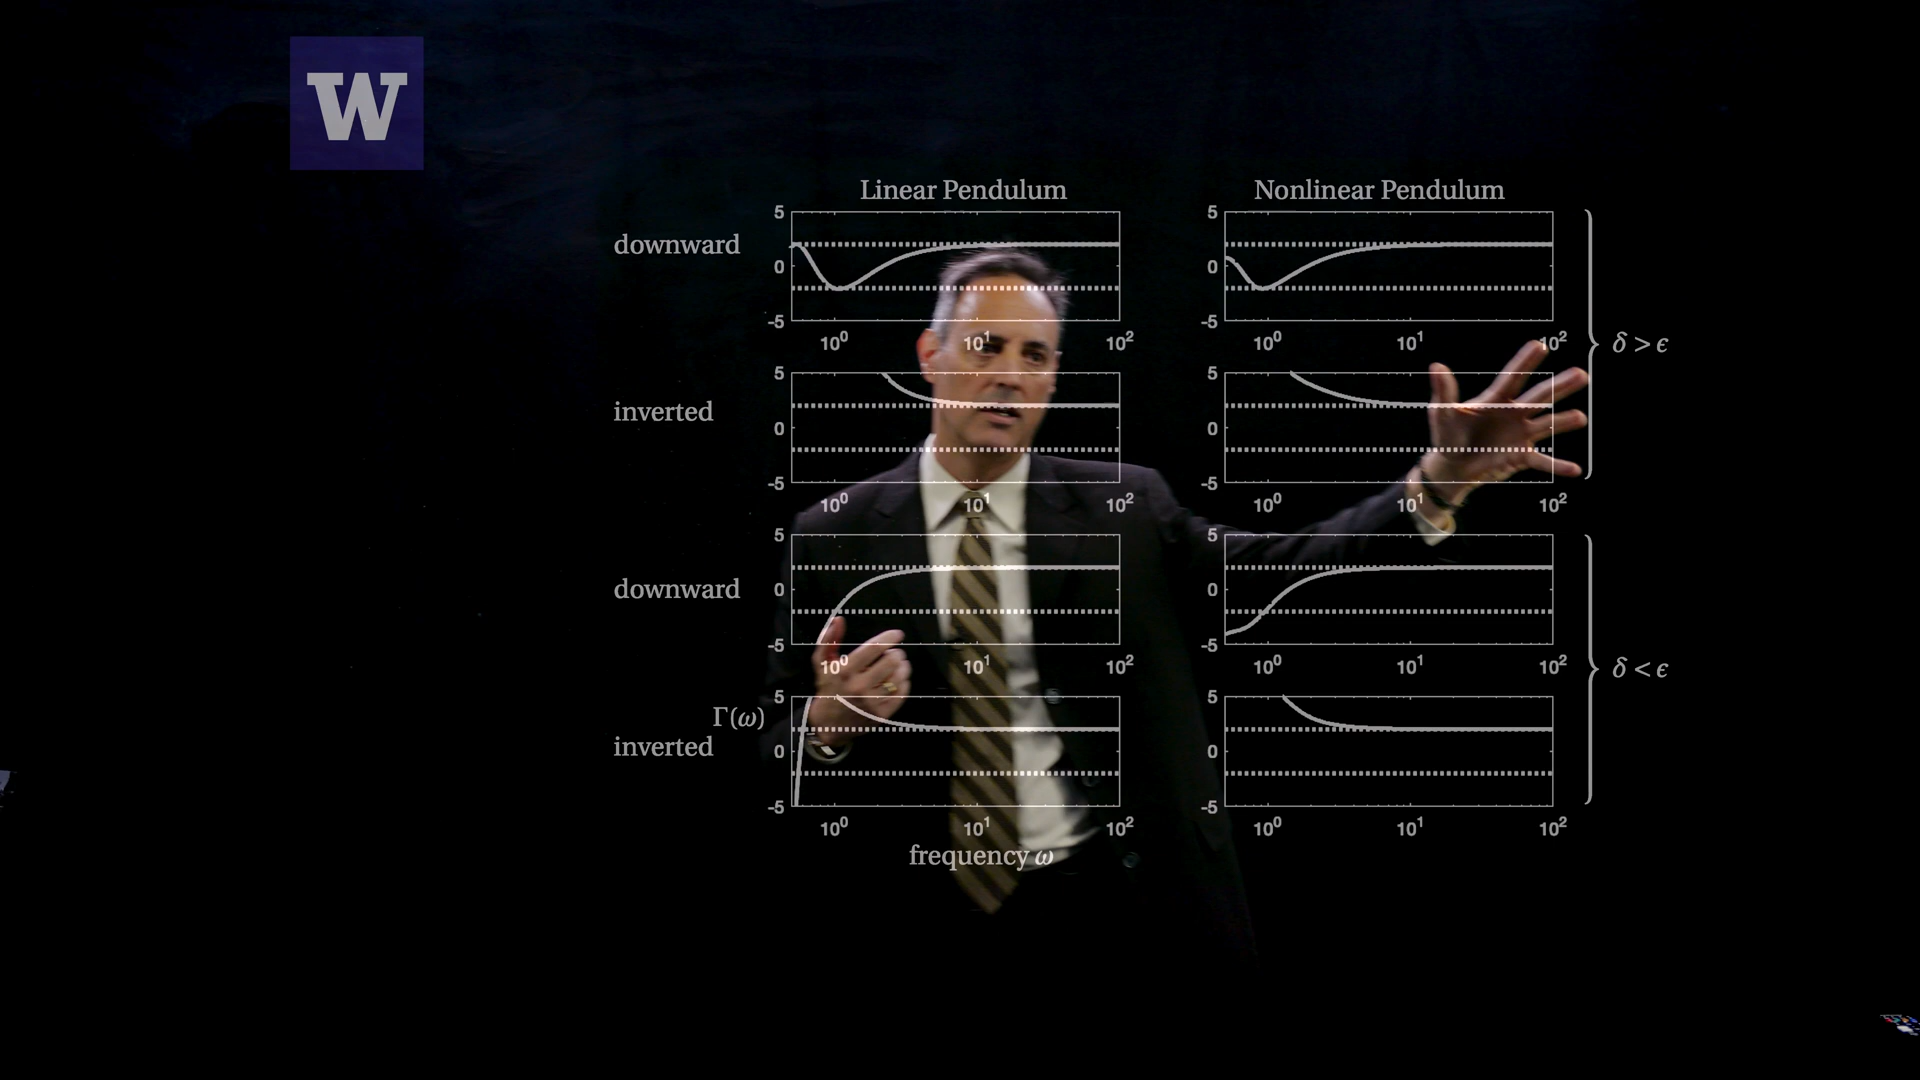 W
Linear Pendulum Nonlinear Pendulum
downward 5 0 -5 10⁰ 10¹ 10² 5 0 -5 10⁰ 10¹ 10²
δ > ϵ
inverted 5 0 -5 10⁰ 10¹ 10² 5 0 -5 10⁰ 10¹ 10²
downward 5 0 -5 10⁰ 10¹ 10² 5 0 -5 10⁰ 10¹ 10²
δ < ϵ
Γ(ω)
inverted 5 0 -5 10⁰ 10¹ 10² 5 0 -5 10⁰ 10¹ 10²
frequency ω